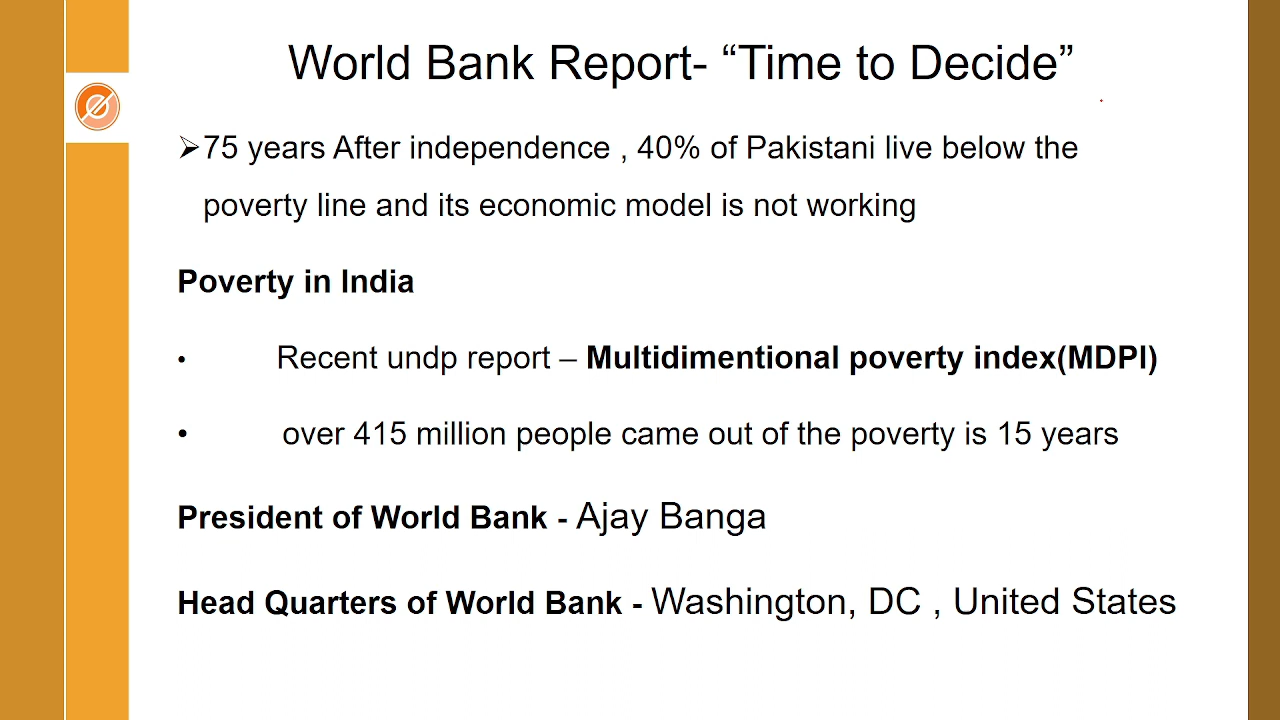 World Bank Report- “Time to Decide”
➢75 years After independence , 40% of Pakistani live below the
poverty line and its economic model is not working
Poverty in India
• Recent undp report – Multidimentional poverty index(MDPI)
• over 415 million people came out of the poverty is 15 years
President of World Bank - Ajay Banga
Head Quarters of World Bank - Washington, DC , United States